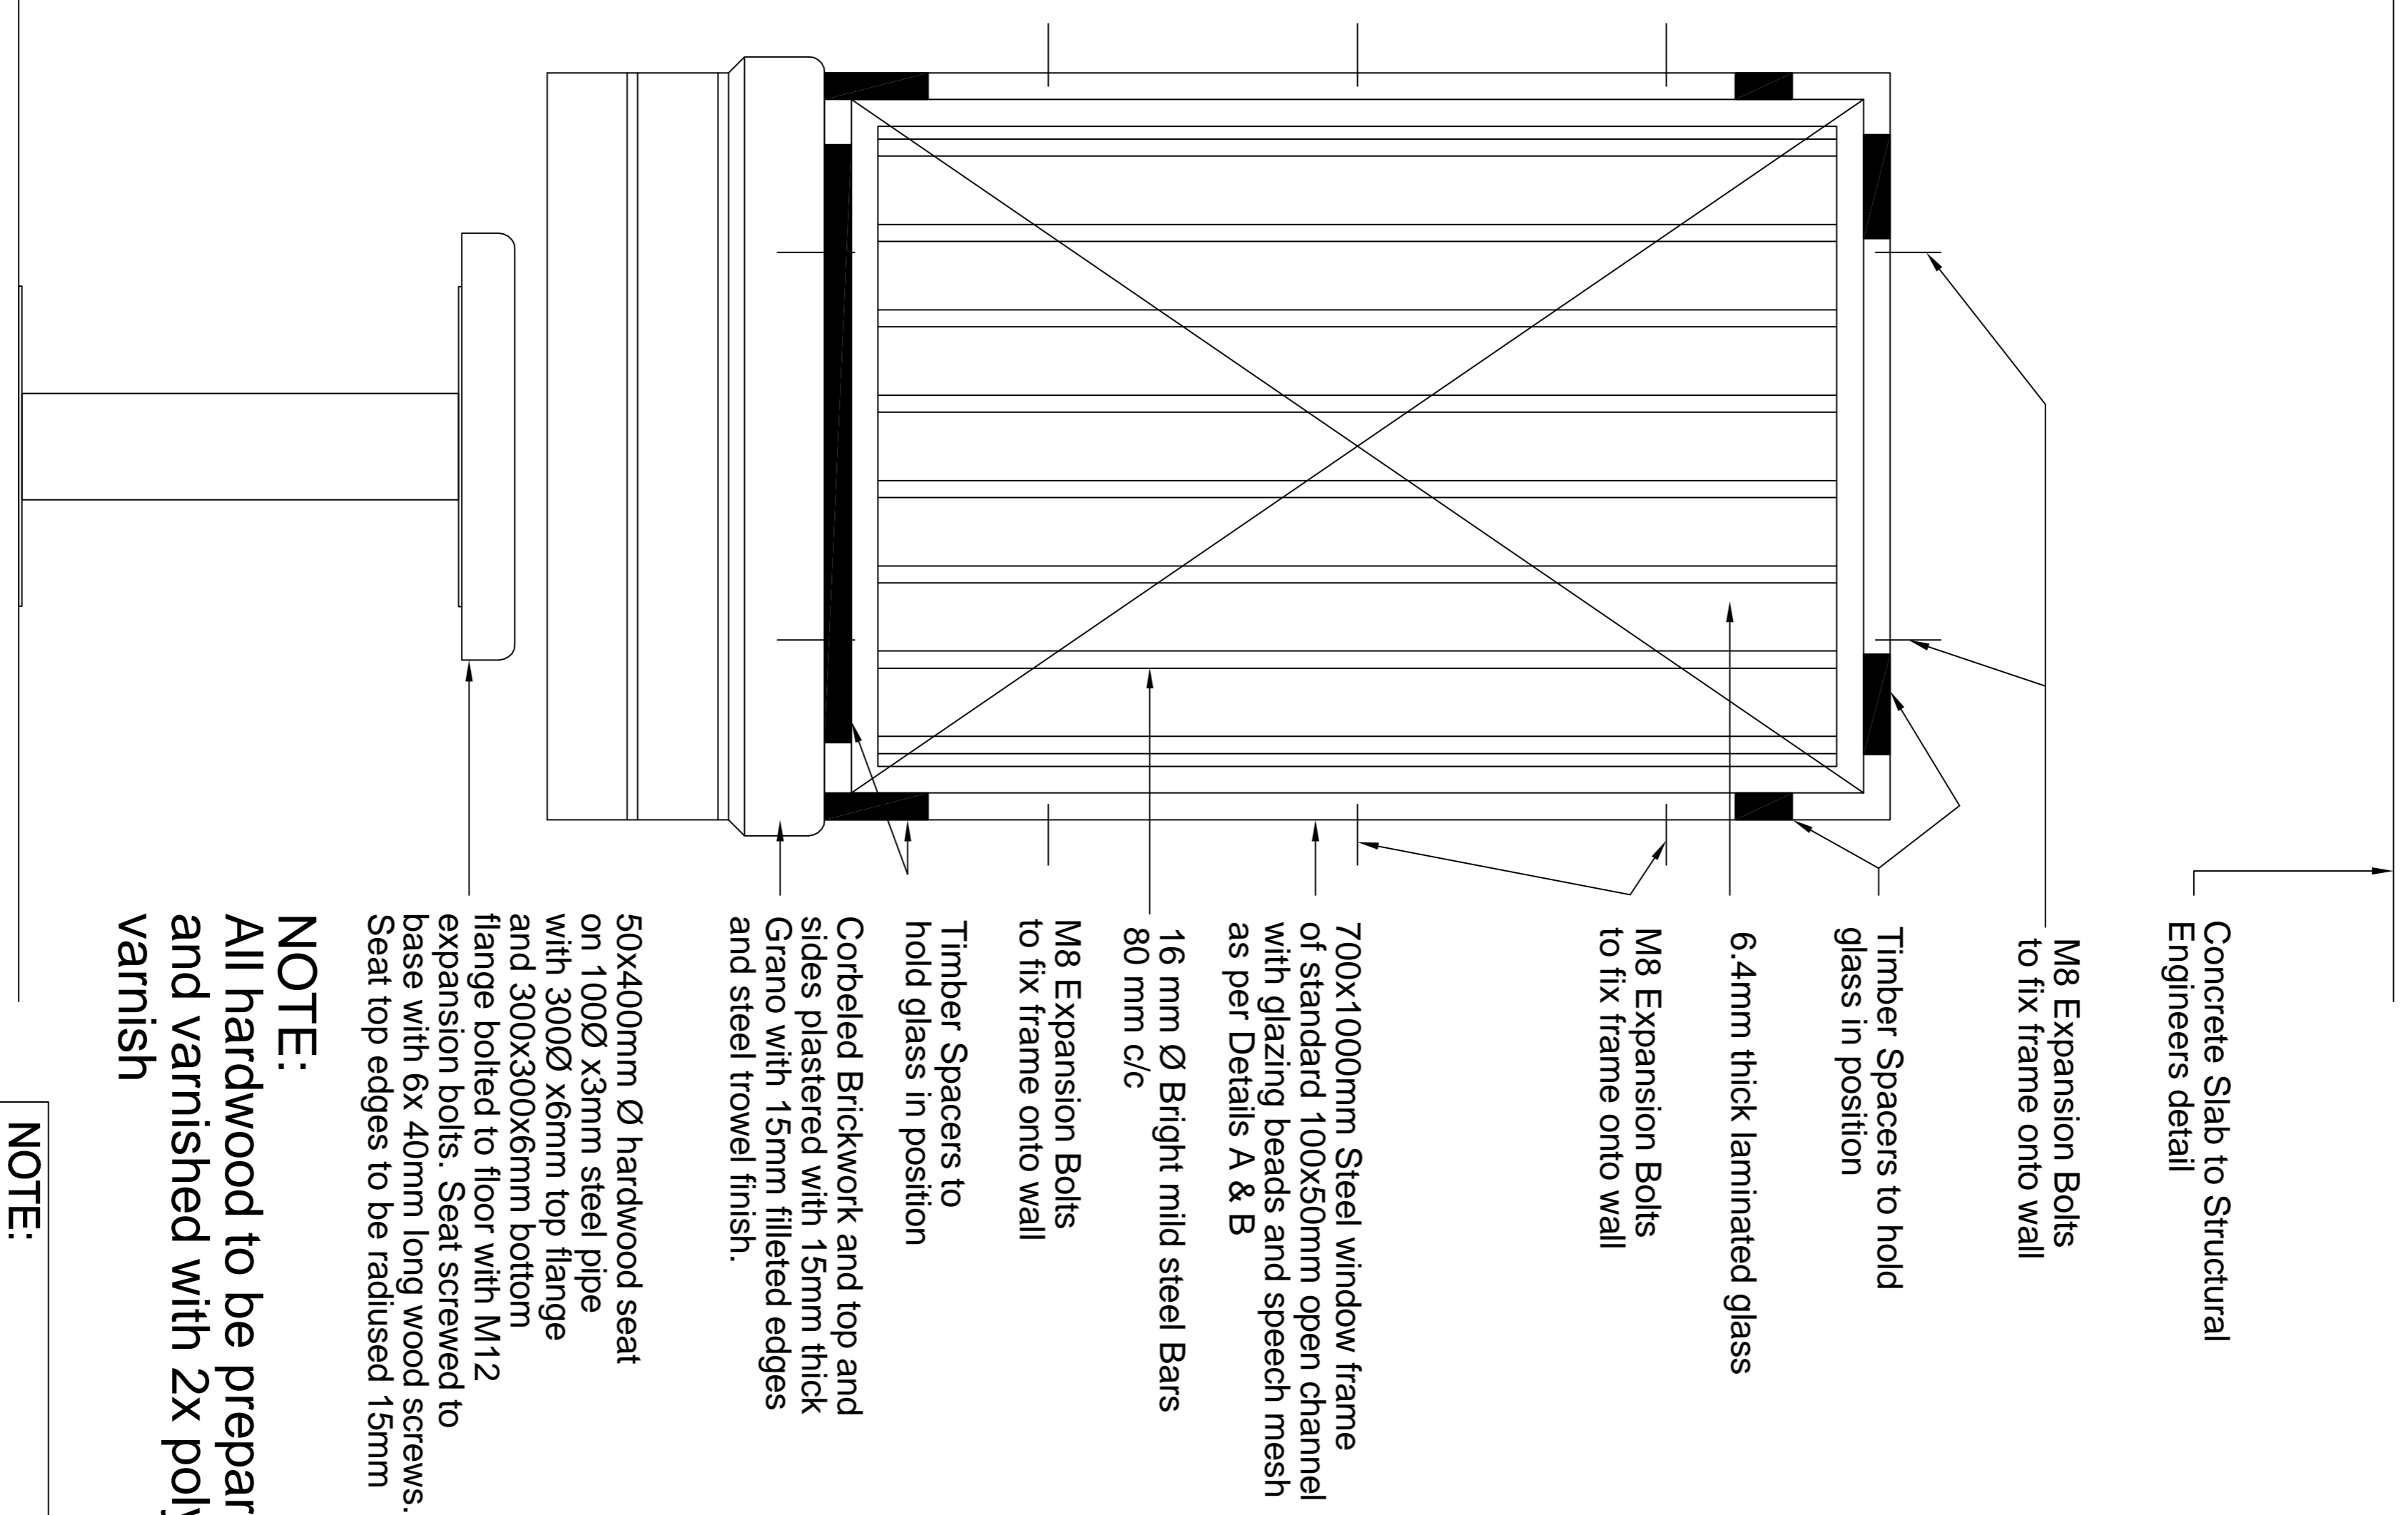 Concrete Slab to Structural
Engineers detail
M8 Expansion Bolts
to fix frame onto wall
Timber Spacers to hold
glass in position
6.4mm thick laminated glass
M8 Expansion Bolts
to fix frame onto wall
700x1000mm Steel window frame
of standard 100x50mm open channel
with glazing beads and speech mesh
as per Details A & B
16 mm Ø Bright mild steel Bars
80 mm c/c
M8 Expansion Bolts
to fix frame onto wall
Timber Spacers to
hold glass in position
Corbeled Brickwork and top and
sides plastered with 15mm thick
Grano with 15mm filleted edges
and steel trowel finish.
50x400mm Ø hardwood seat
on 100Ø x3mm steel pipe
with 300Ø x6mm top flange
and 300x300x6mm bottom
flange bolted to floor with M12
expansion bolts. Seat screwed to
base with 6x 40mm long wood screws.
Seat top edges to be radiused 15mm
NOTE:
All hardwood to be
and varnished with 2x
varnish
NOTE: